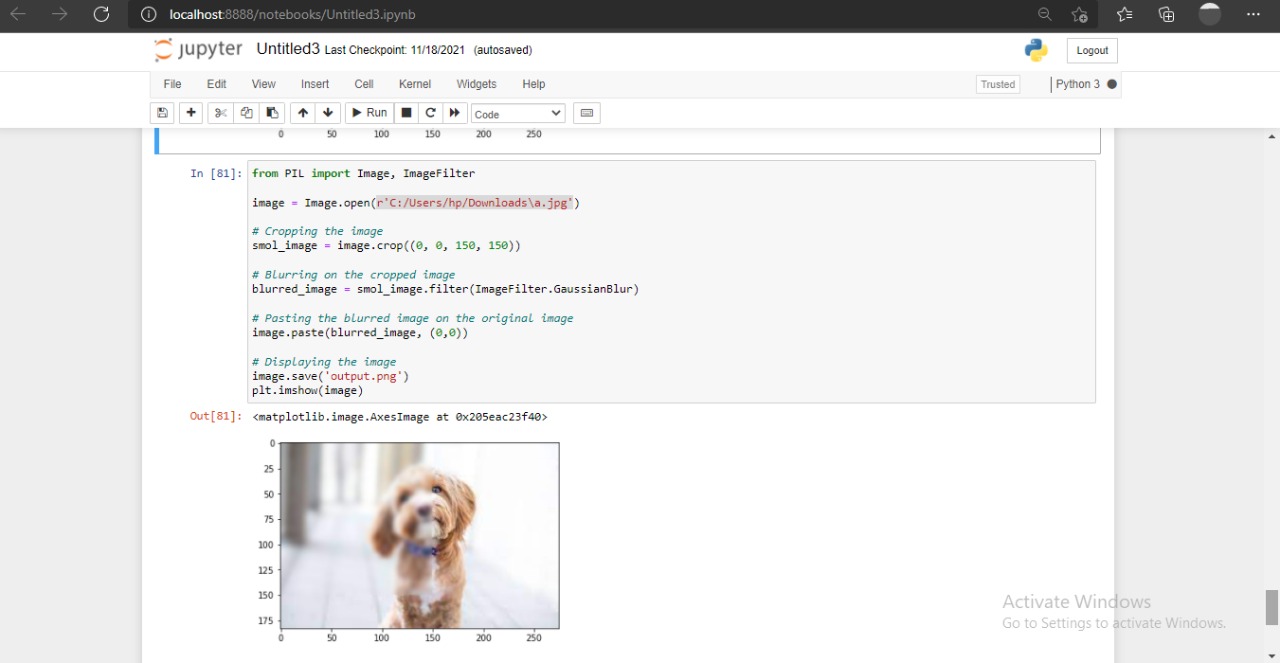 localhost:8888/notebooks/Untitled3.ipynb
jupyter Untitled3 Last Checkpoint: 11/18/2021 (autosaved)
Logout
File Edit View Insert Cell Kernel Widgets Help
Trusted
Python 3
Run
Code
0 50 100 150 200 250
In [81]: from PIL import Image, ImageFilter
image = Image.open(r'C:/Users/hp/Downloads\a.jpg')
# Cropping the image
smol_image = image.crop((0, 0, 150, 150))
# Blurring on the cropped image
blurred_image = smol_image.filter(ImageFilter.GaussianBlur)
# Pasting the blurred image on the original image
image.paste(blurred_image, (0,0))
# Displaying the image
image.save('output.png')
plt.imshow(image)
Out[81]: <matplotlib.image.AxesImage at 0x205eac23f40>
0
25
50
75
100
125
150
175
0 50 100 150 200 250
Activate Windows
Go to Settings to activate Windows.